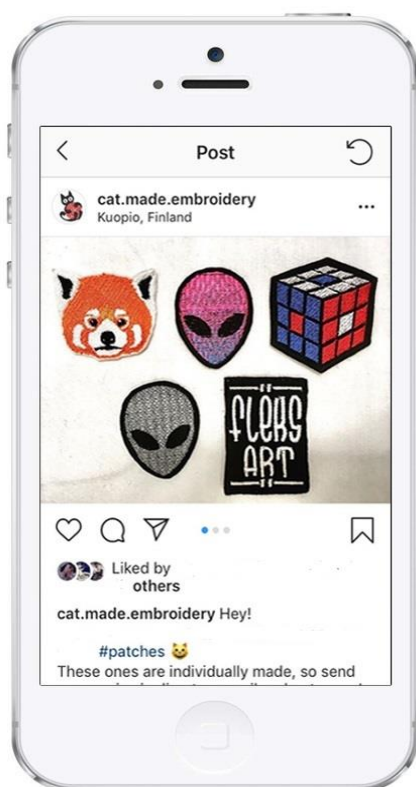 Post
cat.made.embroidery
Kuopio, Finland
FLEKS
ART
Liked by
others
cat.made.embroidery Hey!
#patches
These ones are individually made, so send